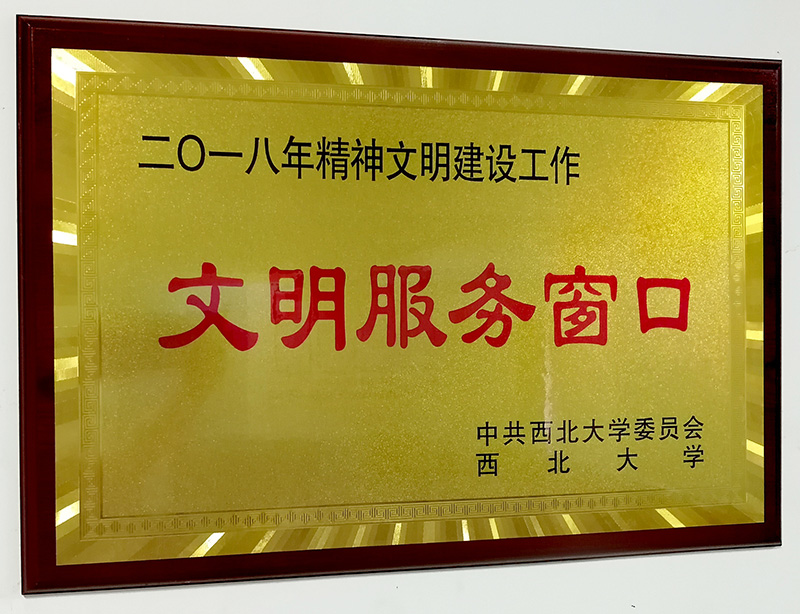 二〇一八年精神文明建设工作
文明服务窗口
中共西北大学委员会
西北大学